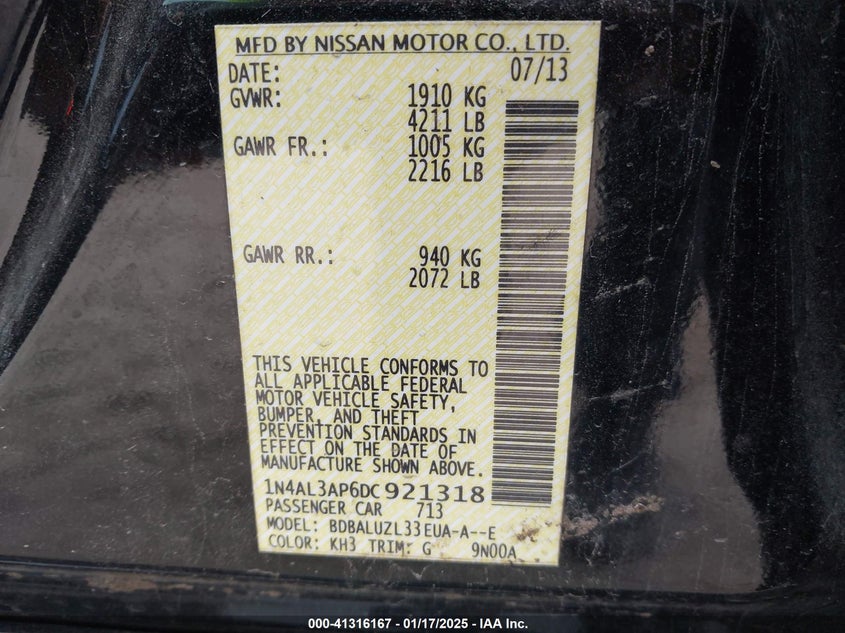 MFD BY NISSAN MOTOR CO., LTD.
DATE: 07/13
GVWR: 1910 KG
4211 LB
GAWR FR.: 1005 KG
2216 LB
GAWR RR.: 940 KG
2072 LB
THIS VEHICLE CONFORMS TO
ALL APPLICABLE FEDERAL
MOTOR VEHICLE SAFETY,
BUMPER, AND THEFT
PREVENTION STANDARDS IN
EFFECT ON THE DATE OF
MANUFACTURE SHOWN ABOVE.
1N4AL3AP6DC921318
PASSENGER CAR 713
MODEL: BDBALUZL33EUA-A--E
COLOR: KH3 TRIM: G 9N00A
000-41316167 — 01/17/2025 — IAA Inc.